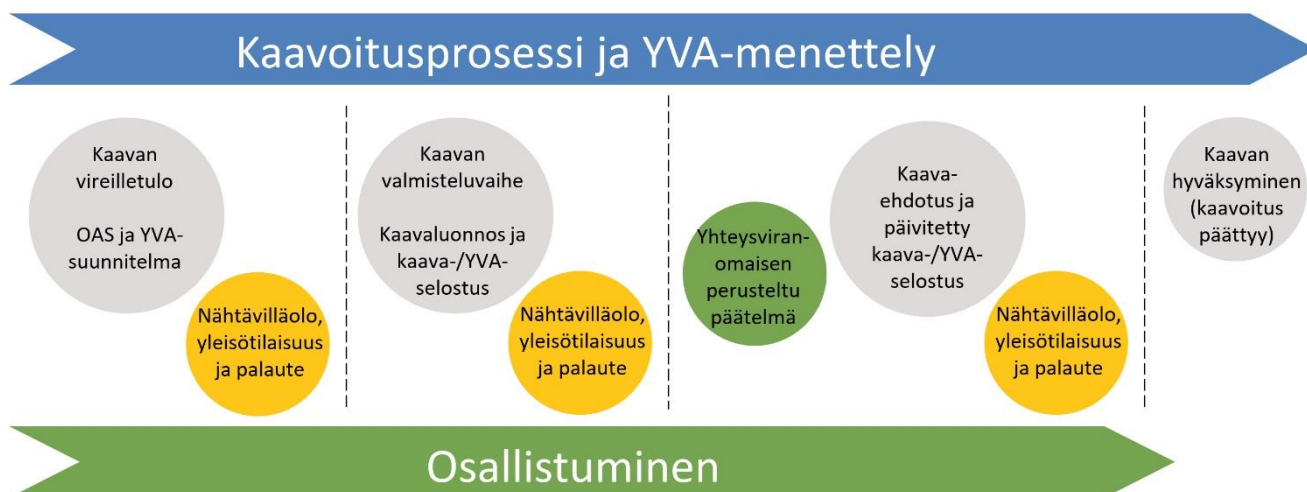 Kaavoitusprosessi ja YVA-menettely
Kaavan
vireilletulo
OAS ja YVA-
suunnitelma
Nähtävilläolo,
yleisötilaisuus
ja palaute
Kaavan
valmisteluvaihe
Kaavaluonnos ja
kaava-/YVA-
selostus
Nähtävilläolo,
yleisötilaisuus
ja palaute
Yhteysviran-
omaisen
perusteltu
päätelmä
Kaava-
ehdotus ja
päivitetty
kaava-/YVA-
selostus
Nähtävilläolo,
yleisötilaisuus
ja palaute
Kaavan
hyväksyminen
(kaavoitus
päättyy)
Osallistuminen